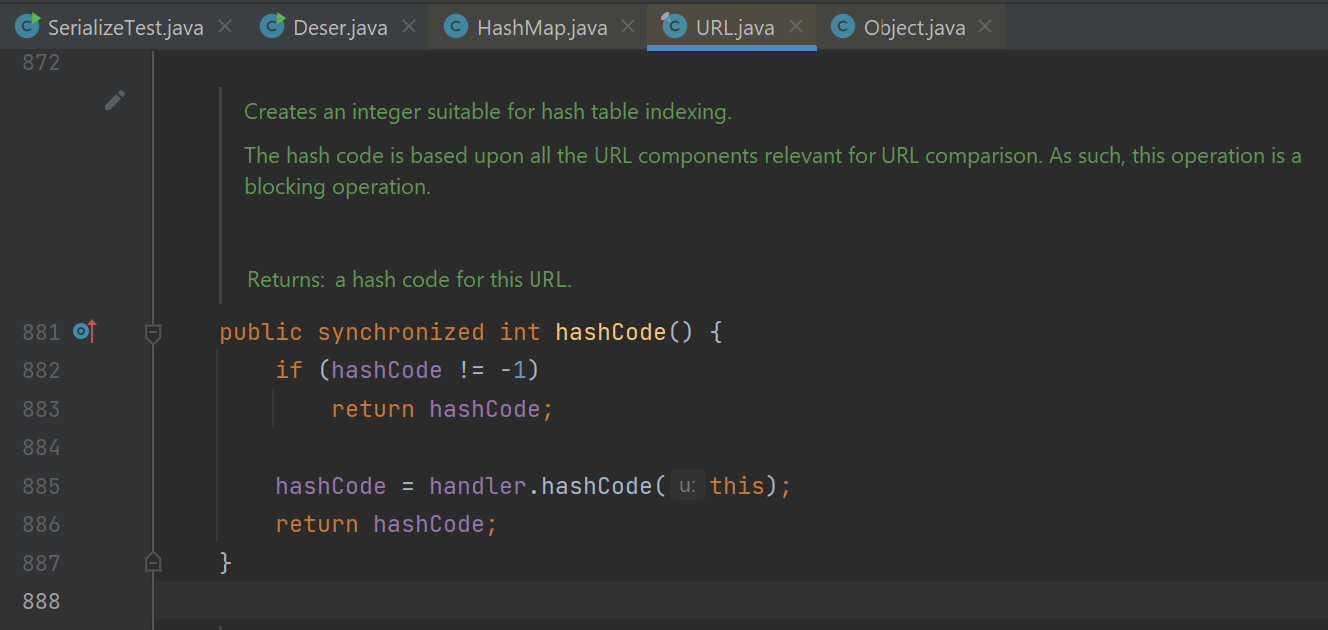 SerializeTest.java Deser.java HashMap.java URL.java Object.java
872
Creates an integer suitable for hash table indexing.
The hash code is based upon all the URL components relevant for URL comparison. As such, this operation is a
blocking operation.
Returns: a hash code for this URL.
881 public synchronized int hashCode() {
882 if (hashCode != -1)
883 return hashCode;
884
885 hashCode = handler.hashCode( u: this);
886 return hashCode;
887 }
888